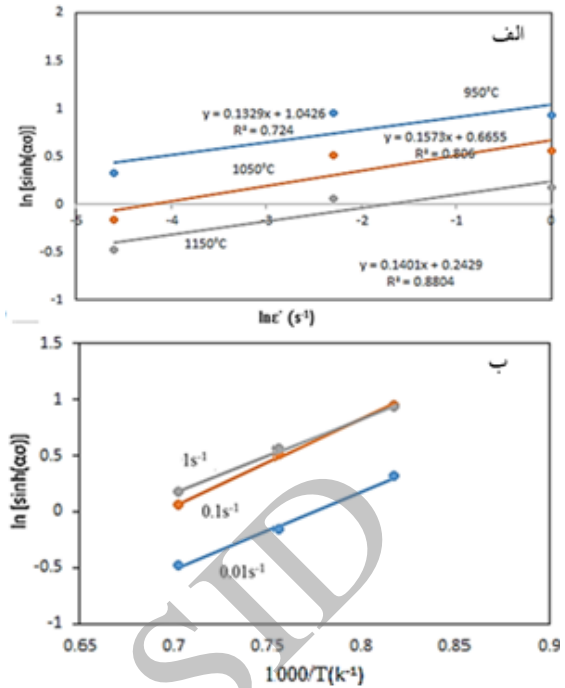 الف
2
1.5
1
0.5
0
-0.5
-1
ln [sinh(ασ)]
950°C
y = 0.1329x + 1.0426
R² = 0.724
y = 0.1573x + 0.6655
R² = 0.806
1050°C
-5 -4 -3 -2 -1 0
1150°C
y = 0.1401x + 0.2429
R² = 0.8804
lnε˙ (s⁻¹)
ب
1.5
1
0.5
0
-0.5
-1
ln [sinh(ασ)]
1s⁻¹
0.1s⁻¹
0.01s⁻¹
0.65 0.7 0.75 0.8 0.85 0.9
1000/T(k⁻¹)
SID